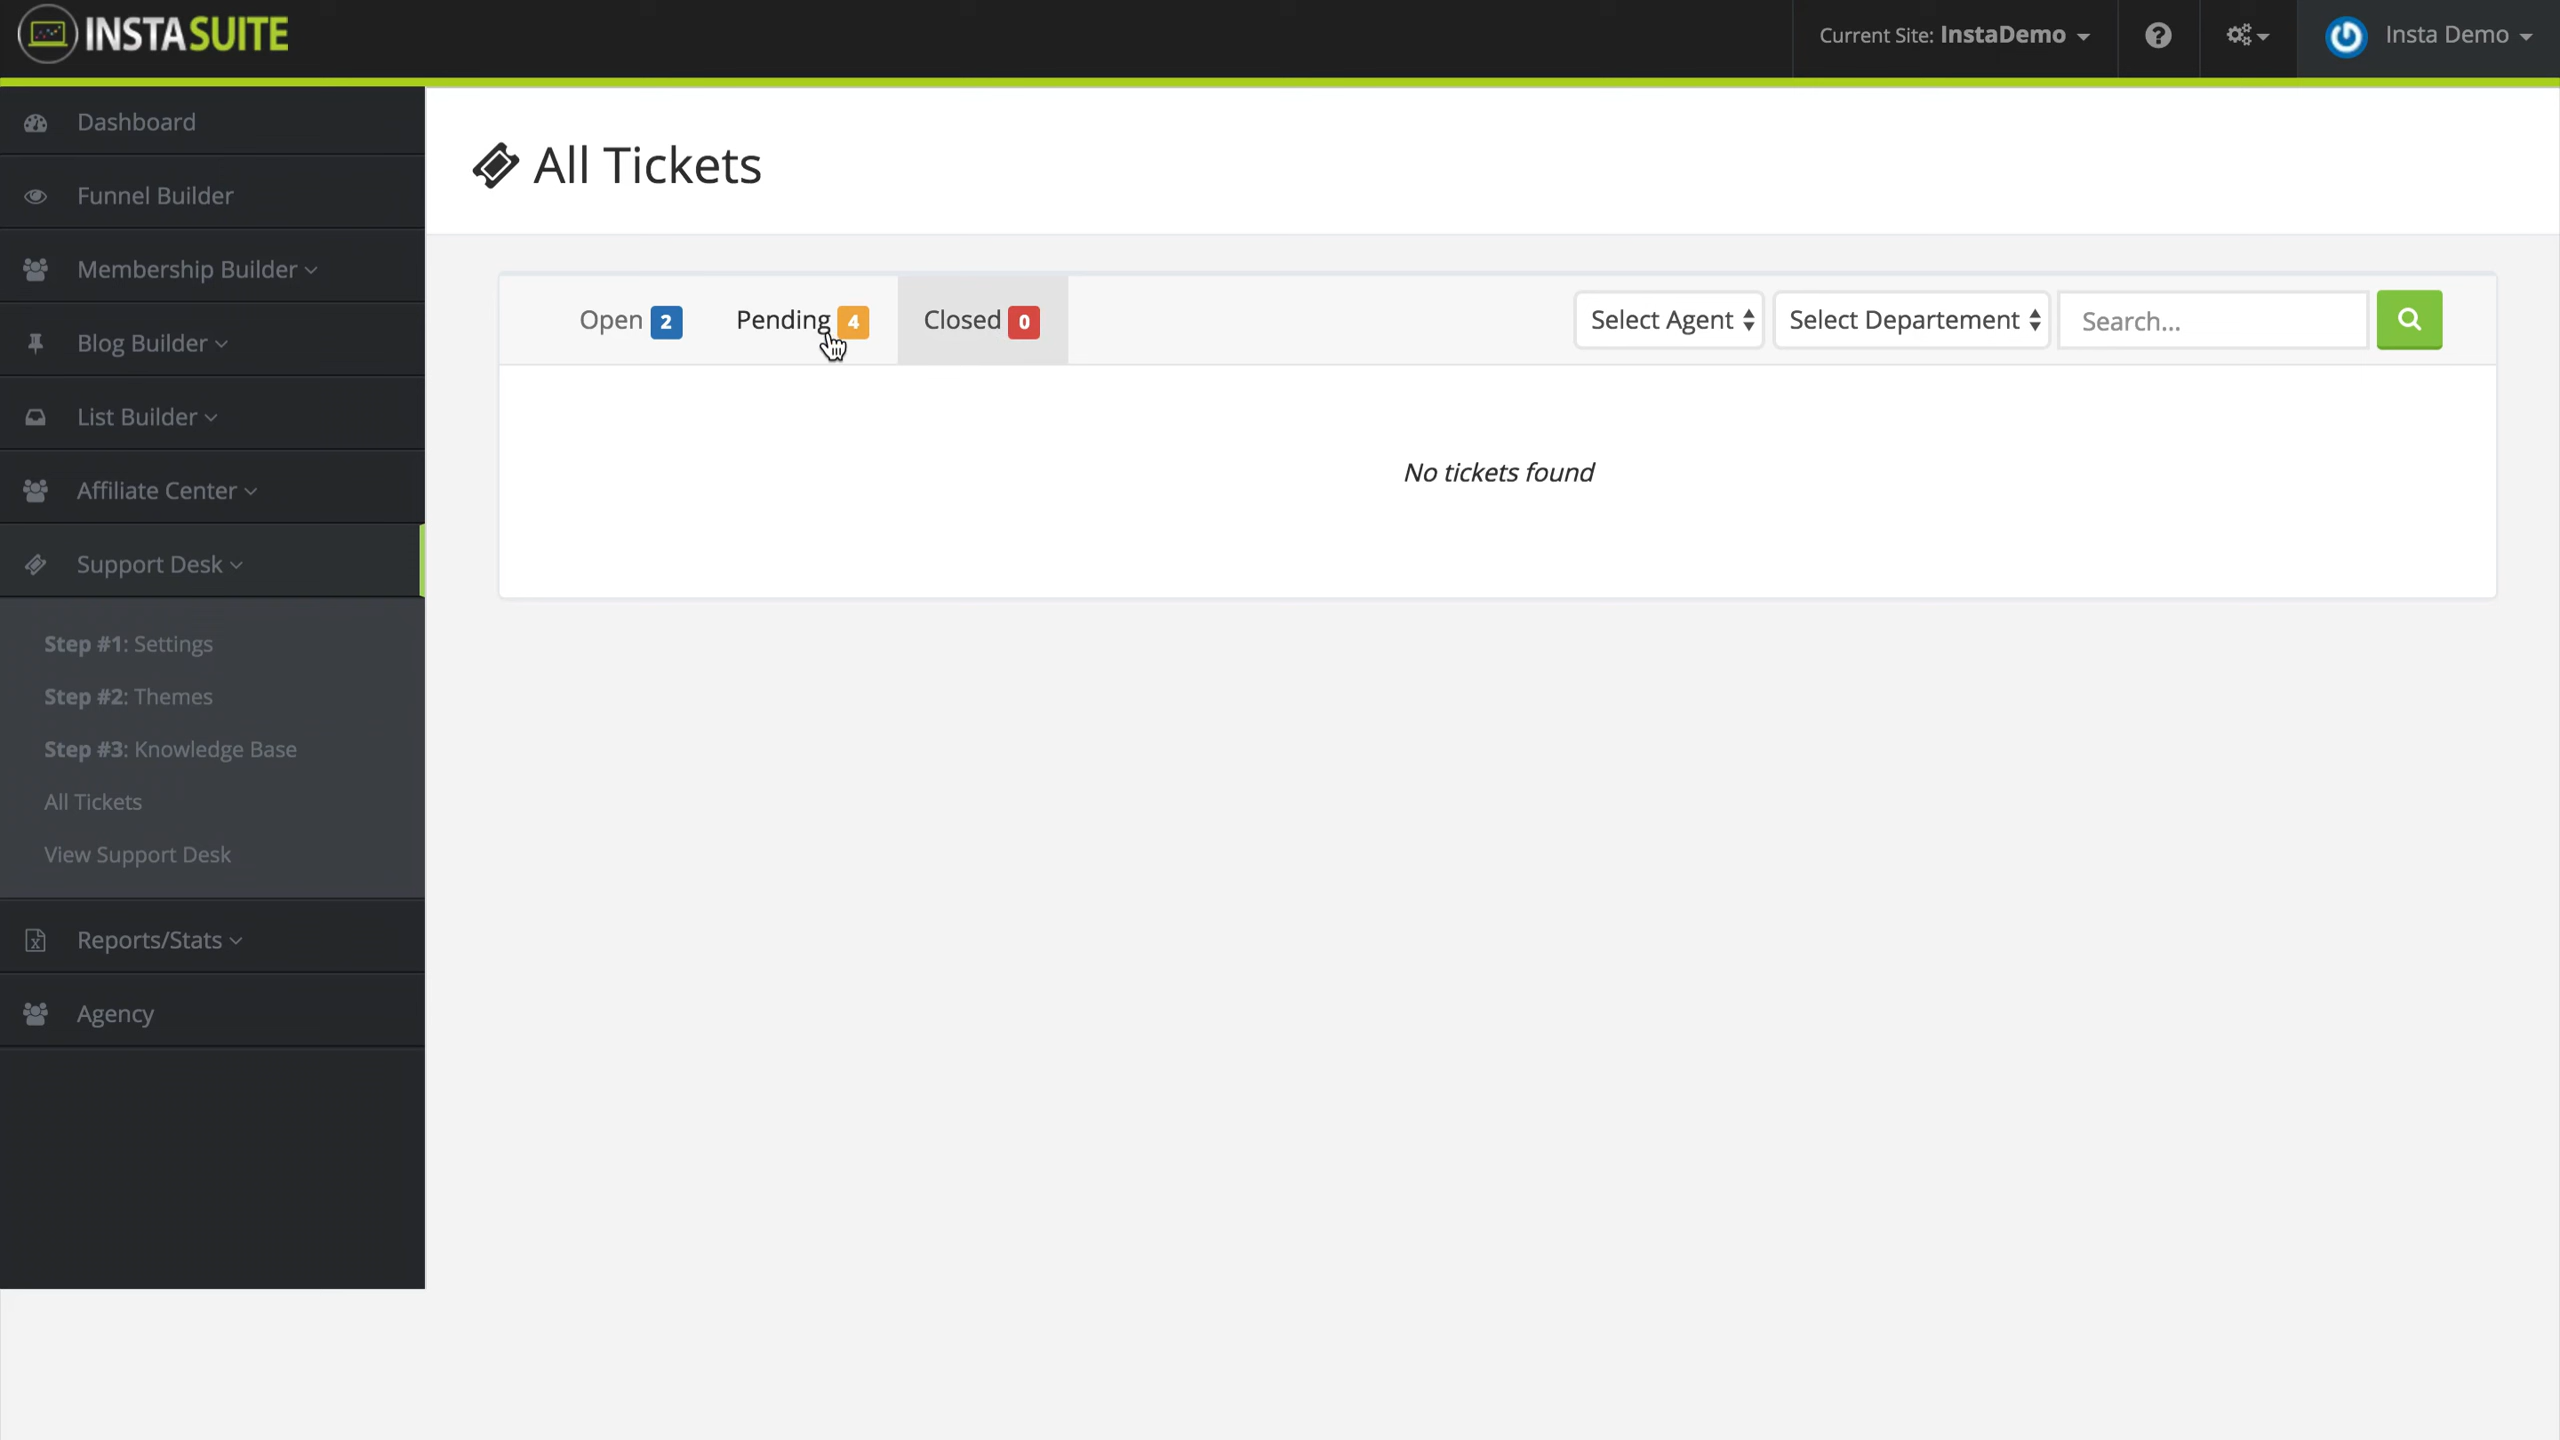 INSTASUITE
Current Site: InstaDemo
Insta Demo
Dashboard
Funnel Builder
Membership Builder
Blog Builder
List Builder
Affiliate Center
Support Desk
Step #1: Settings
Step #2: Themes
Step #3: Knowledge Base
All Tickets
View Support Desk
Reports/Stats
Agency
All Tickets
Open 2 Pending 4 Closed 0 Select Agent Select Departement Search...
No tickets found